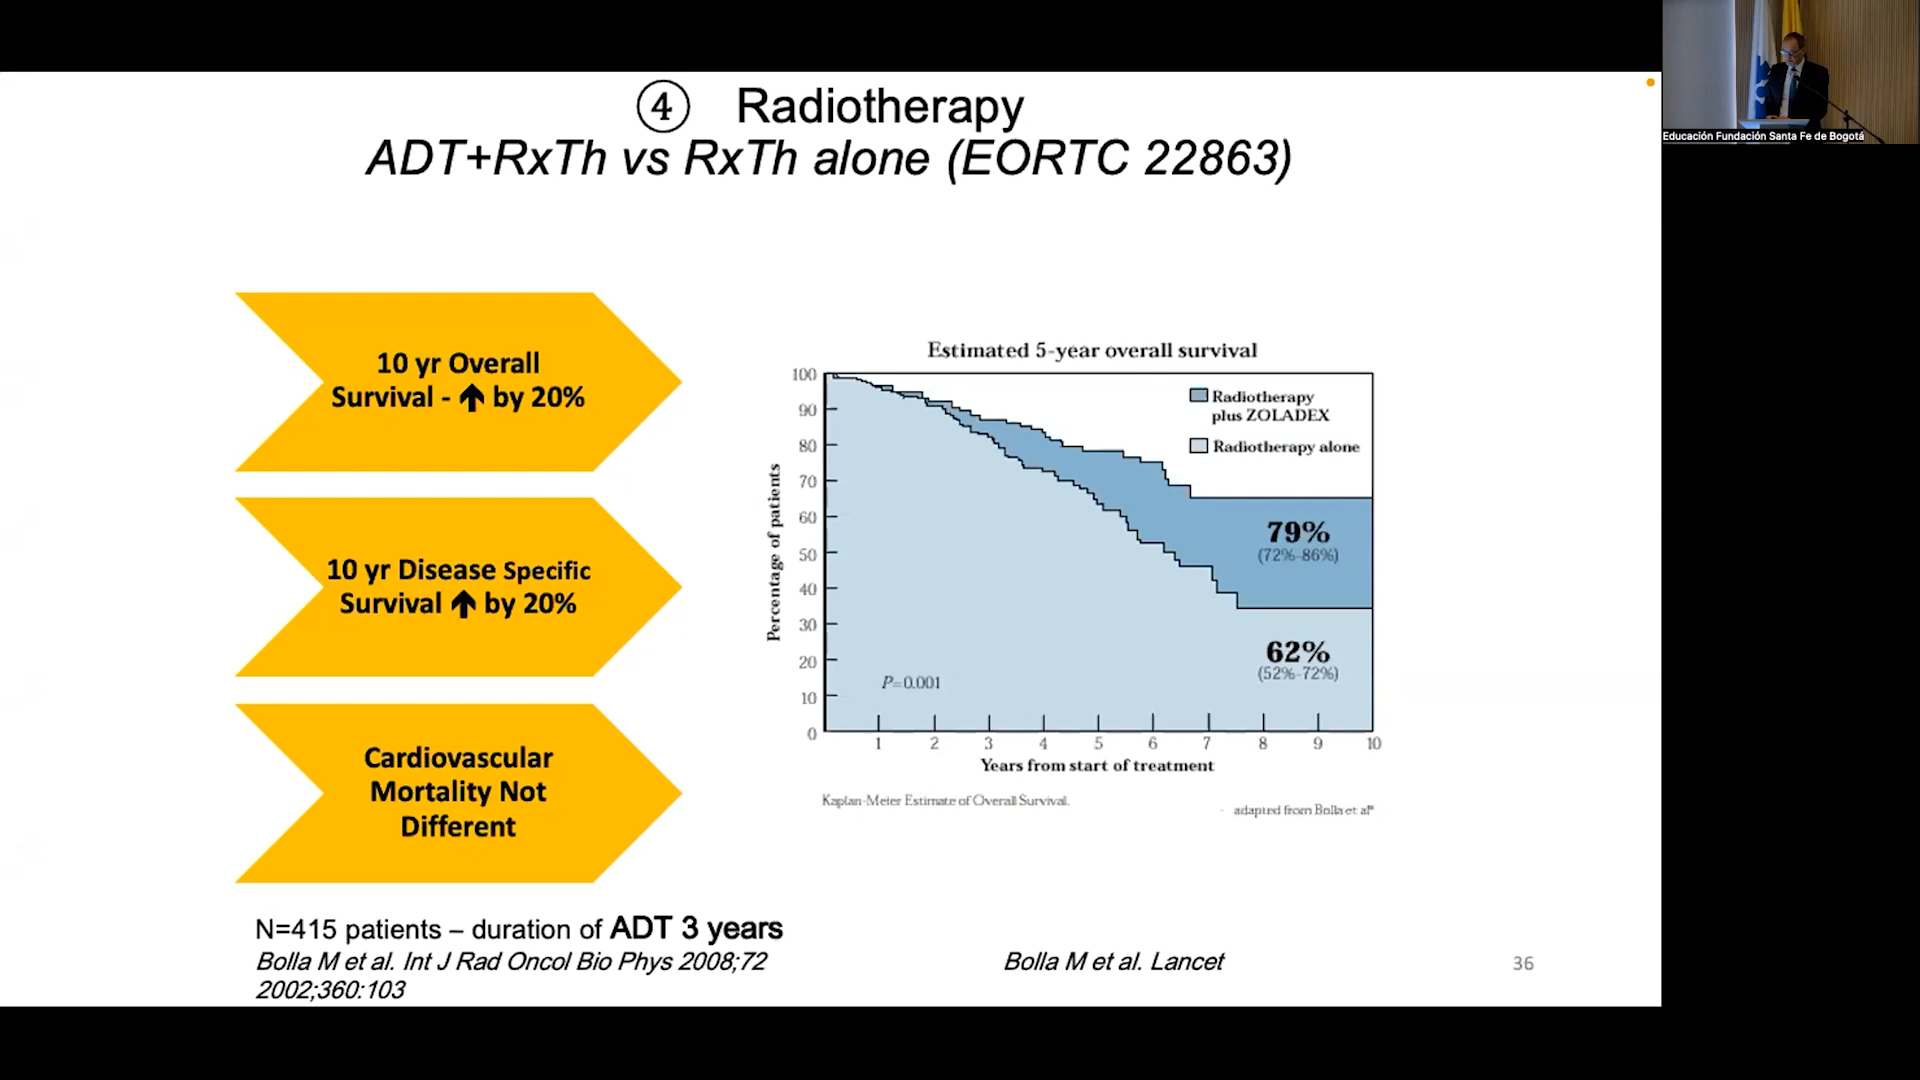 ④ Radiotherapy
ADT+RxTh vs RxTh alone (EORTC 22863)
Educación Fundación Santa Fe de Bogotá
10 yr Overall
Survival - ↑ by 20%
10 yr Disease Specific
Survival ↑ by 20%
Cardiovascular
Mortality Not
Different
Estimated 5-year overall survival
Percentage of patients
100
90
80
70
60
50
40
30
20
10
0
Radiotherapy
plus ZOLADEX
Radiotherapy alone
79%
(72%-86%)
62%
(52%-72%)
P=0.001
1 2 3 4 5 6 7 8 9 10
Years from start of treatment
Kaplan-Meier Estimate of Overall Survival.
adapted from Bolla et al
N=415 patients – duration of ADT 3 years
Bolla M et al. Int J Rad Oncol Bio Phys 2008;72 Bolla M et al. Lancet
2002;360:103
36